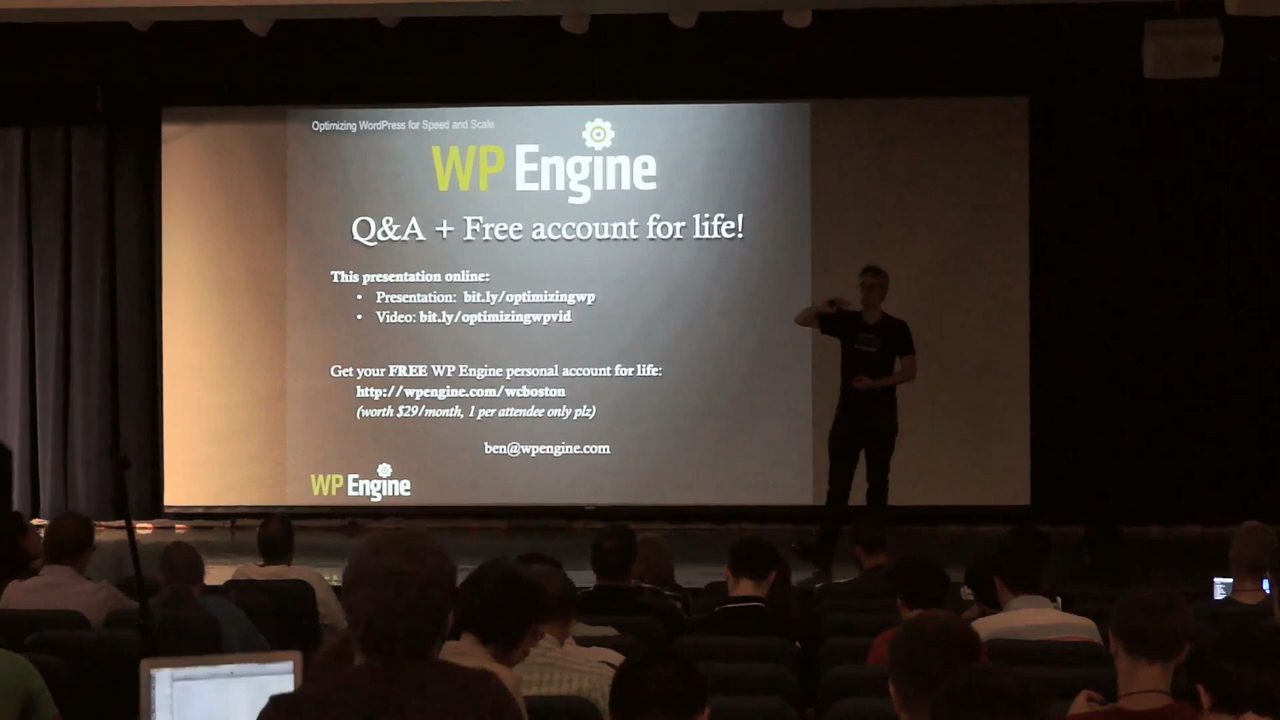 Optimizing WordPress for Speed and Scale
WP Engine
Q&A + Free account for life!
This presentation online:
• Presentation: bit.ly/optimizingwp
• Video: bit.ly/optimizingwpvid
Get your FREE WP Engine personal account for life:
http://wpengine.com/wcboston
(worth $29/month, 1 per attendee only plz)
ben@wpengine.com
WP Engine